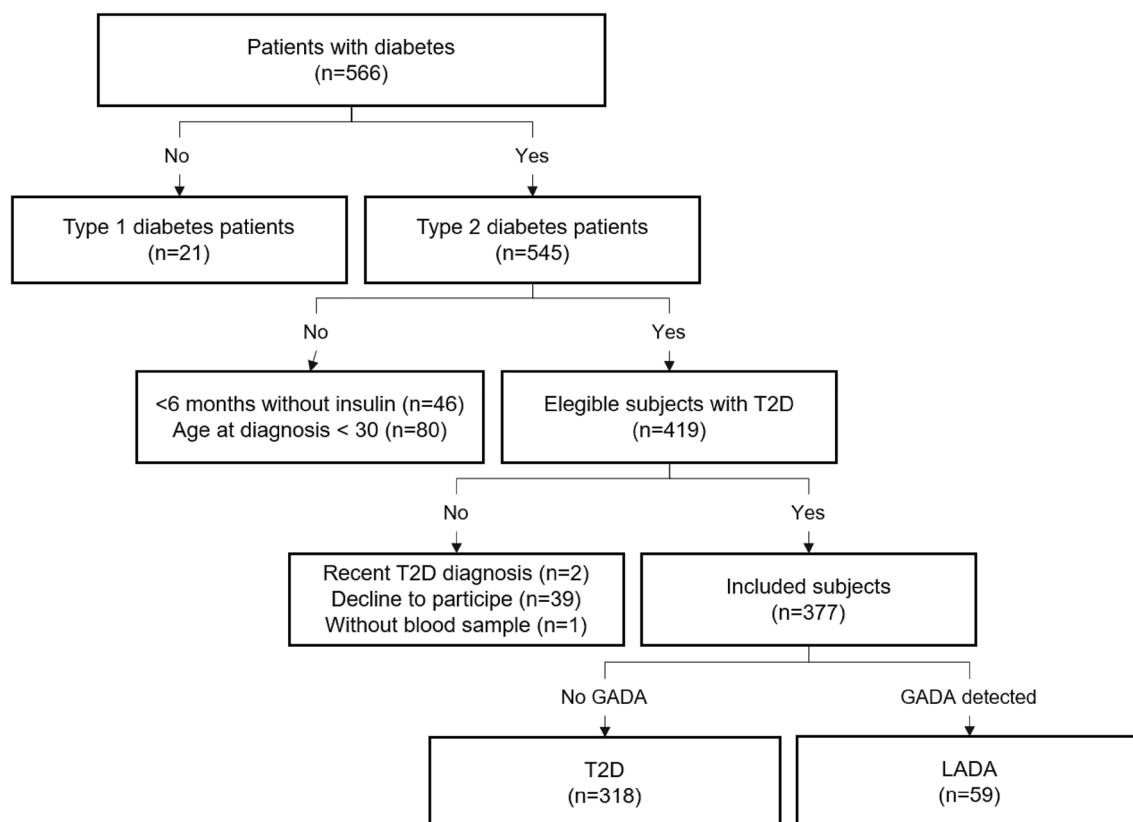 Patients with diabetes
(n=566)
No
Yes
Type 1 diabetes patients
(n=21)
Type 2 diabetes patients
(n=545)
No
Yes
<6 months without insulin (n=46)
Age at diagnosis < 30 (n=80)
Elegible subjects with T2D
(n=419)
No
Yes
Recent T2D diagnosis (n=2)
Decline to participe (n=39)
Without blood sample (n=1)
Included subjects
(n=377)
No GADA
GADA detected
T2D
(n=318)
LADA
(n=59)